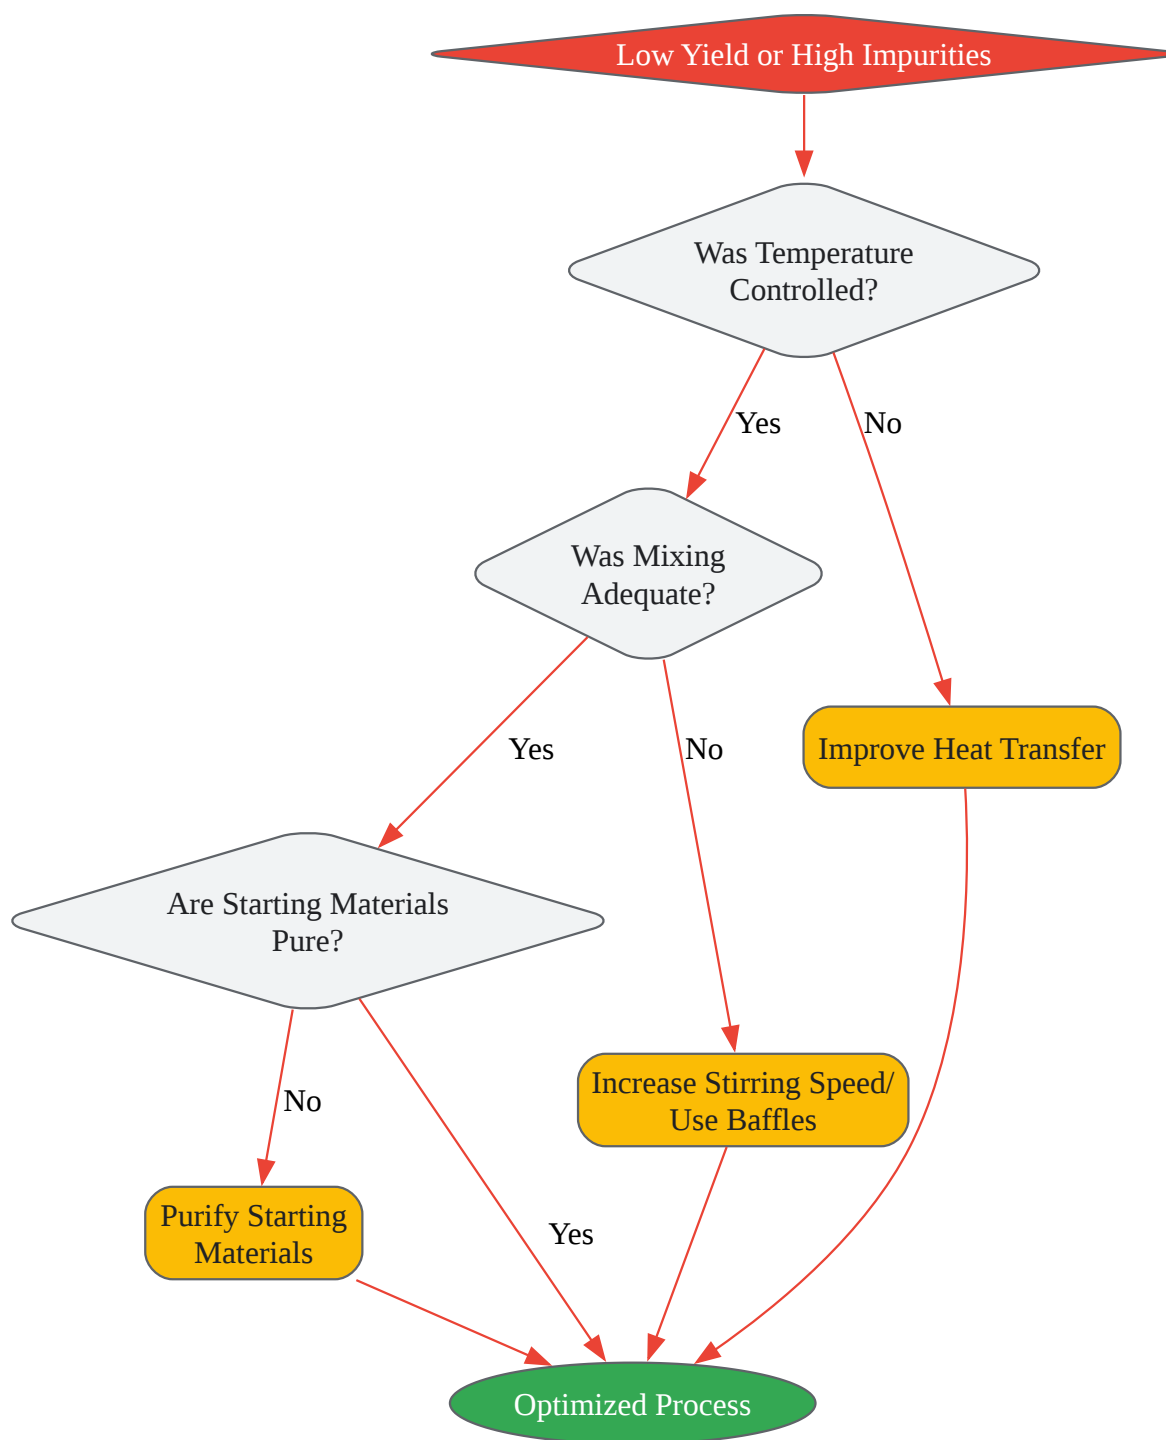 Low Yield or High Impurities
Was Temperature
Controlled?
Yes
No
Was Mixing
Adequate?
Yes
No
Improve Heat Transfer
Are Starting Materials
Pure?
No
Increase Stirring Speed/
Use Baffles
Purify Starting
Materials
Yes
Optimized Process